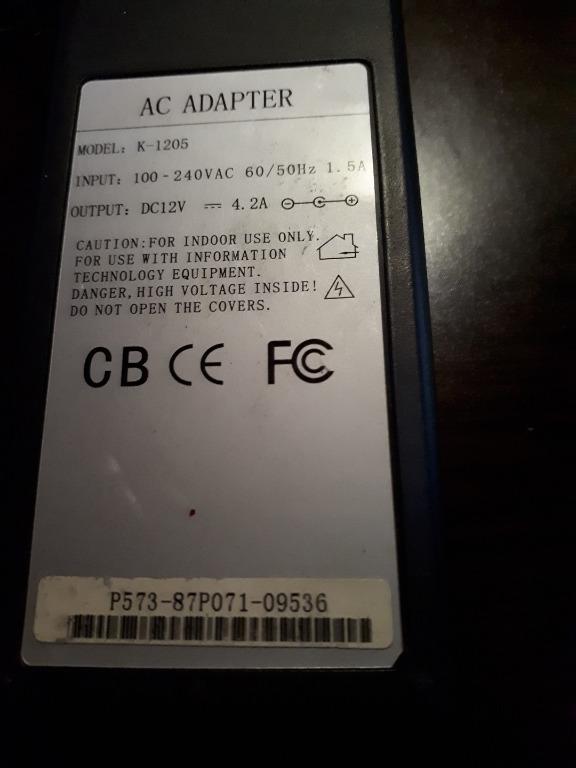 AC ADAPTER
MODEL: K-1205
INPUT: 100-240VAC 60/50Hz 1.5A
OUTPUT: DC12V ⎓ 4.2A
CAUTION:FOR INDOOR USE ONLY.
FOR USE WITH INFORMATION
TECHNOLOGY EQUIPMENT.
DANGER, HIGH VOLTAGE INSIDE!
DO NOT OPEN THE COVERS.
CB CE FC
P573-87P071-09536